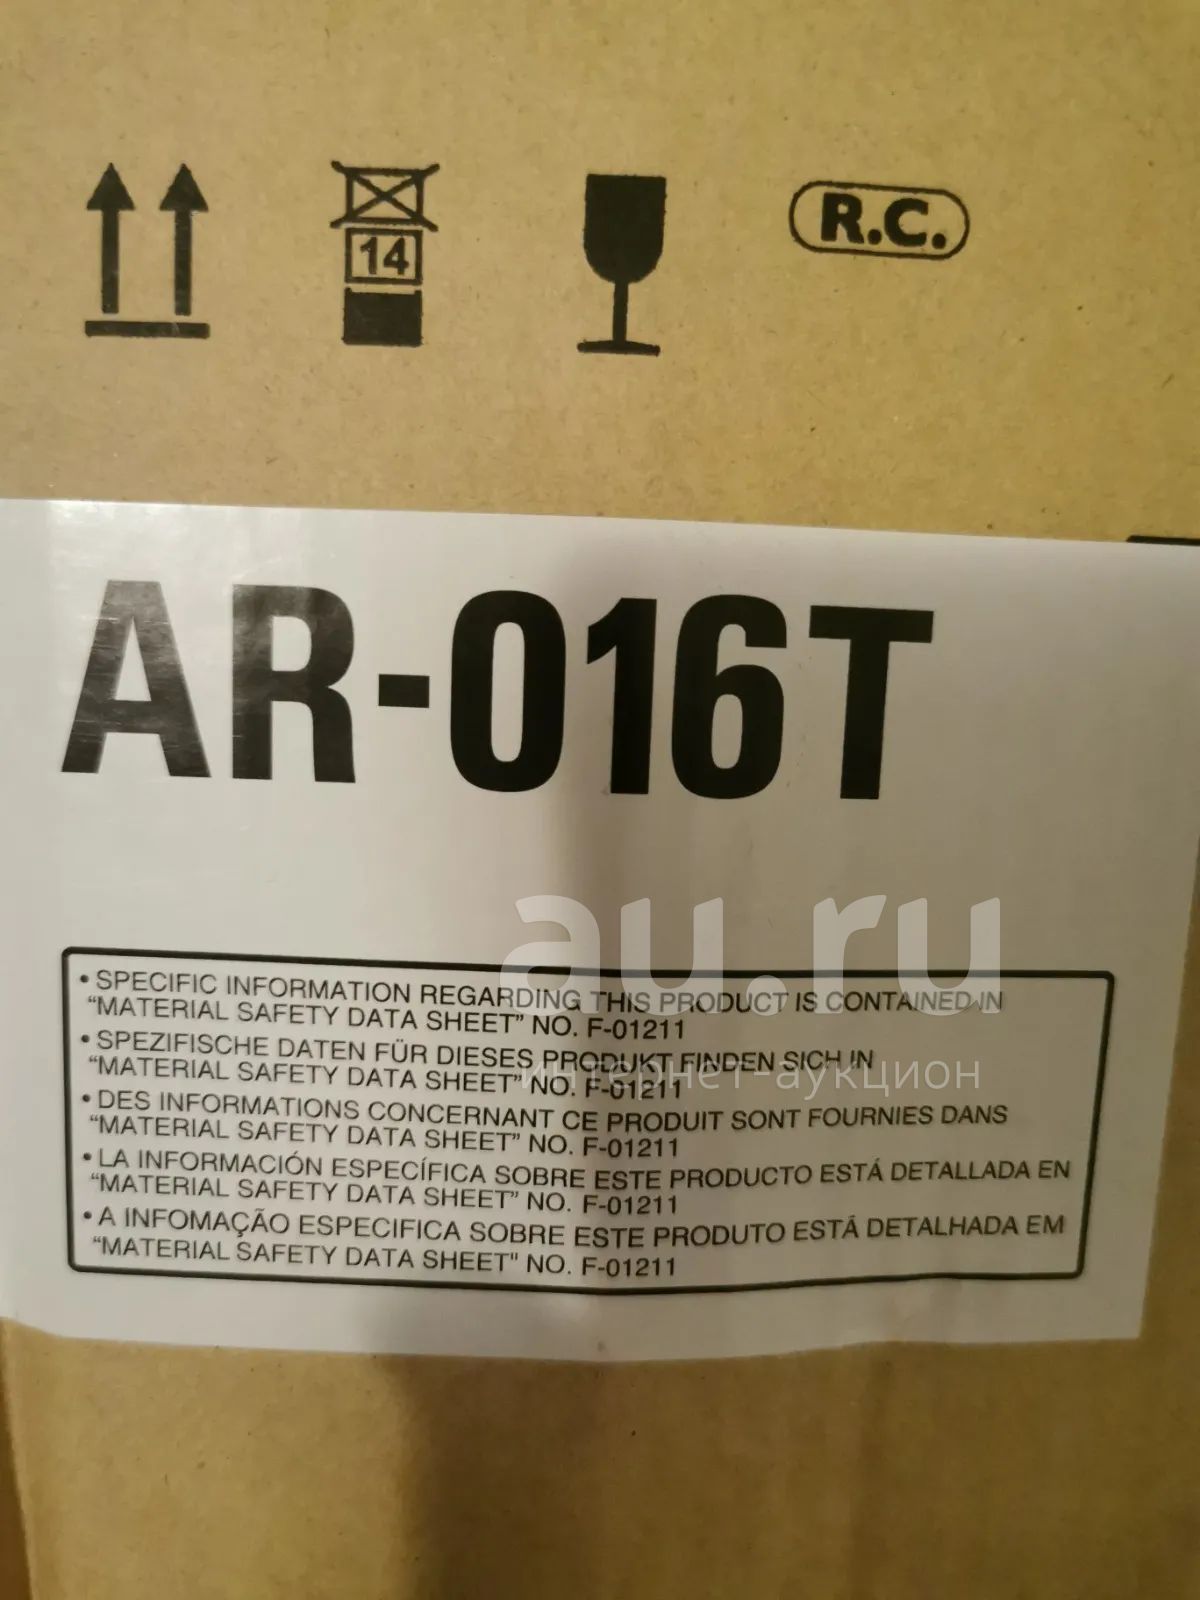 14
R.C.
AR-016T
au.ru
интернет-аукцион
• SPECIFIC INFORMATION REGARDING THIS PRODUCT IS CONTAINED IN
“MATERIAL SAFETY DATA SHEET” NO. F-01211
• SPEZIFISCHE DATEN FÜR DIESES PRODUKT FINDEN SICH IN
“MATERIAL SAFETY DATA SHEET” NO. F-01211
• DES INFORMATIONS CONCERNANT CE PRODUIT SONT FOURNIES DANS
“MATERIAL SAFETY DATA SHEET” NO. F-01211
• LA INFORMACIÓN ESPECÍFICA SOBRE ESTE PRODUCTO ESTÁ DETALLADA EN
“MATERIAL SAFETY DATA SHEET” NO. F-01211
• A INFOMAÇÃO ESPECIFICA SOBRE ESTE PRODUTO ESTÁ DETALHADA EM
“MATERIAL SAFETY DATA SHEET" NO. F-01211